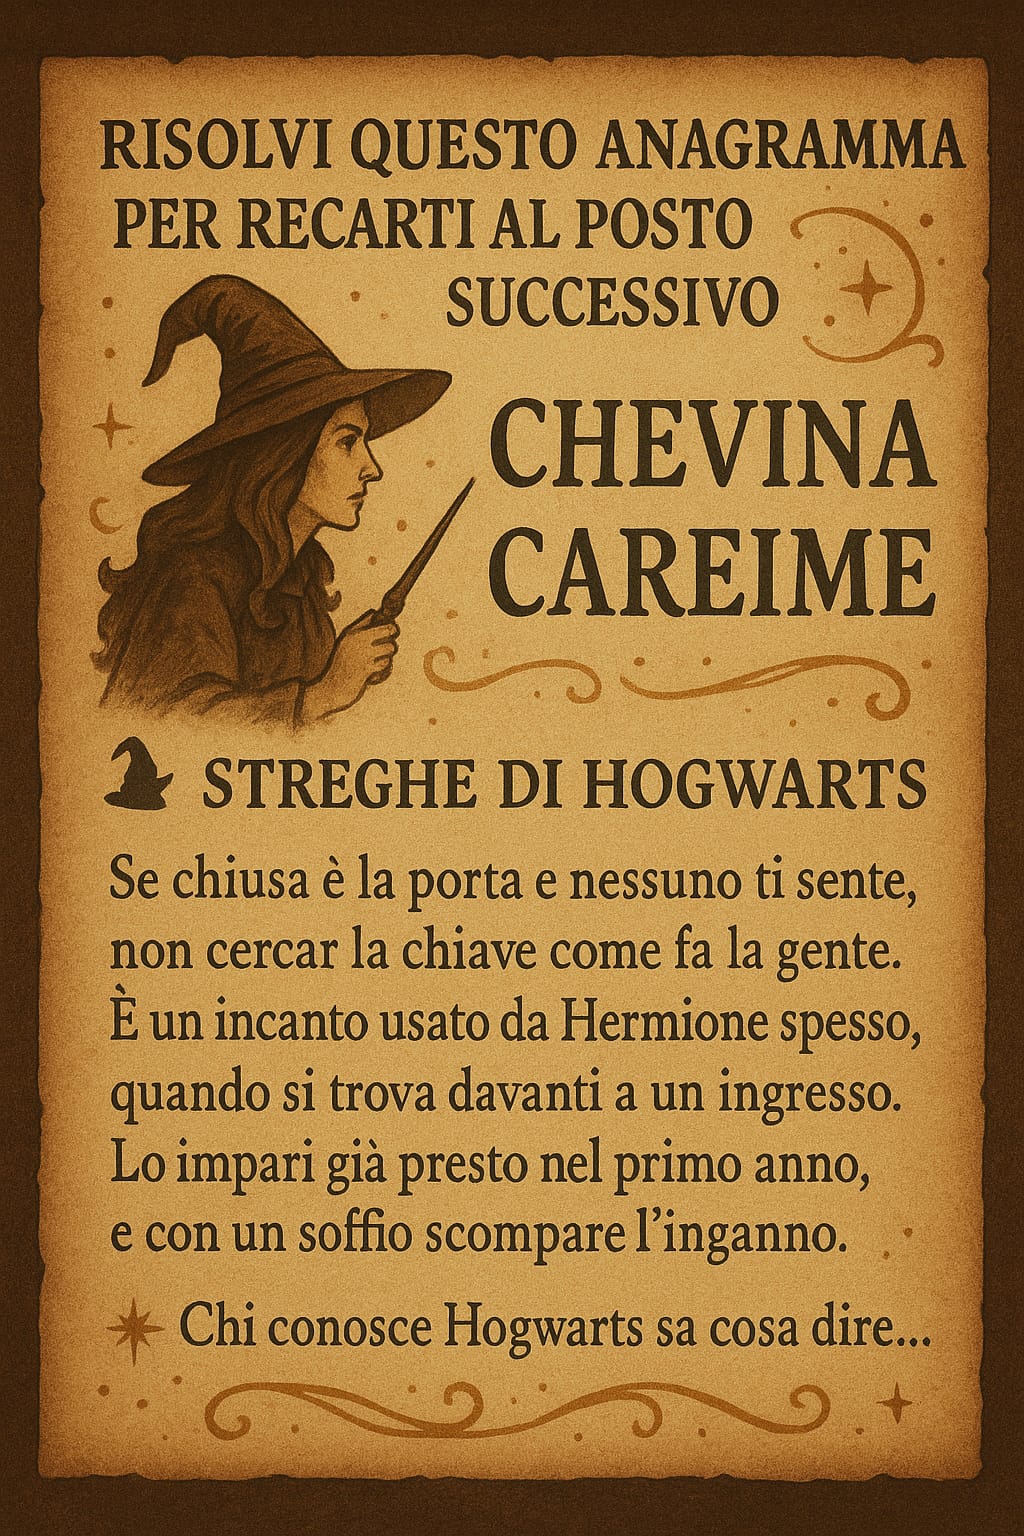 RISOLVI QUESTO ANAGRAMMA
PER RECARTI AL POSTO
SUCCESSIVO
CHEVINA
CAREIME
STREGHE DI HOGWARTS
Se chiusa è la porta e nessuno ti sente,
non cercar la chiave come fa la gente.
È un incanto usato da Hermione spesso,
quando si trova davanti a un ingresso.
Lo impari già presto nel primo anno,
e con un soffio scompare l'inganno.
Chi conosce Hogwarts sa cosa dire...